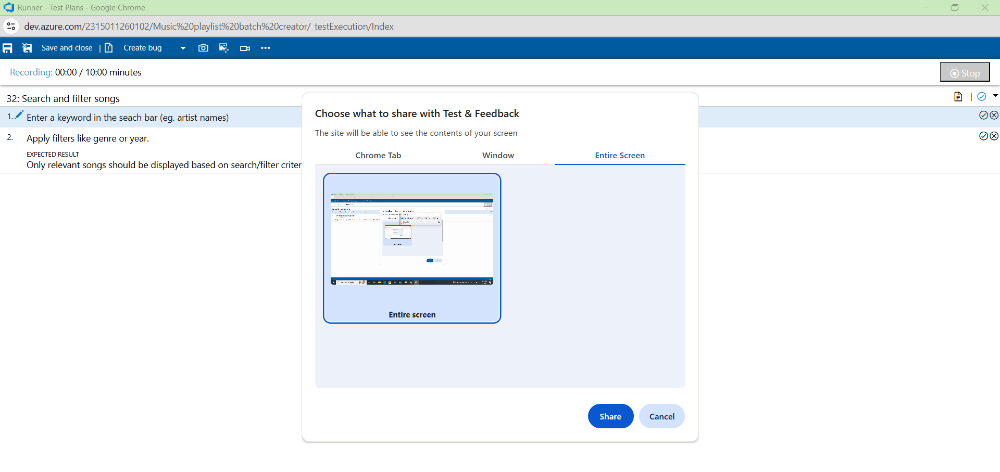 Runner - Test Plans - Google Chrome
dev.azure.com/2315011260102/Music%20playlist%20batch%20creator/_testExecution/Index
Save and close | Create bug
Recording: 00:00 / 10:00 minutes
Stop
32: Search and filter songs
1. Enter a keyword in the seach bar (eg. artist names)
2. Apply filters like genre or year.
EXPECTED RESULT
Only relevant songs should be displayed based on search/filter criter
Choose what to share with Test & Feedback
The site will be able to see the contents of your screen
Chrome Tab Window Entire Screen
Entire screen
Share Cancel